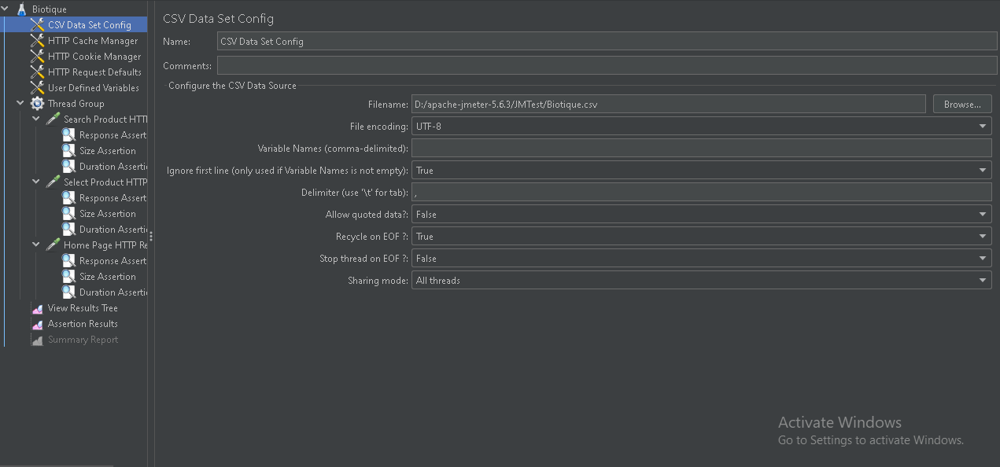 Biotique
CSV Data Set Config
HTTP Cache Manager
HTTP Cookie Manager
HTTP Request Defaults
User Defined Variables
Thread Group
Search Product HTT
Response Assert
Size Assertion
Duration Asserti
Select Product HTTP
Response Assert
Size Assertion
Duration Asserti
Home Page HTTP Re
Response Assert
Size Assertion
Duration Asserti
View Results Tree
Assertion Results
Summary Report
CSV Data Set Config
Name: CSV Data Set Config
Comments:
Configure the CSV Data Source
Filename: D:/apache-jmeter-5.6.3/JMTest/Biotique.csv Browse...
File encoding: UTF-8
Variable Names (comma-delimited):
Ignore first line (only used if Variable Names is not empty): True
Delimiter (use '\t' for tab): ,
Allow quoted data?: False
Recycle on EOF ?: True
Stop thread on EOF ?: False
Sharing mode: All threads
Activate Windows
Go to Settings to activate Windows.